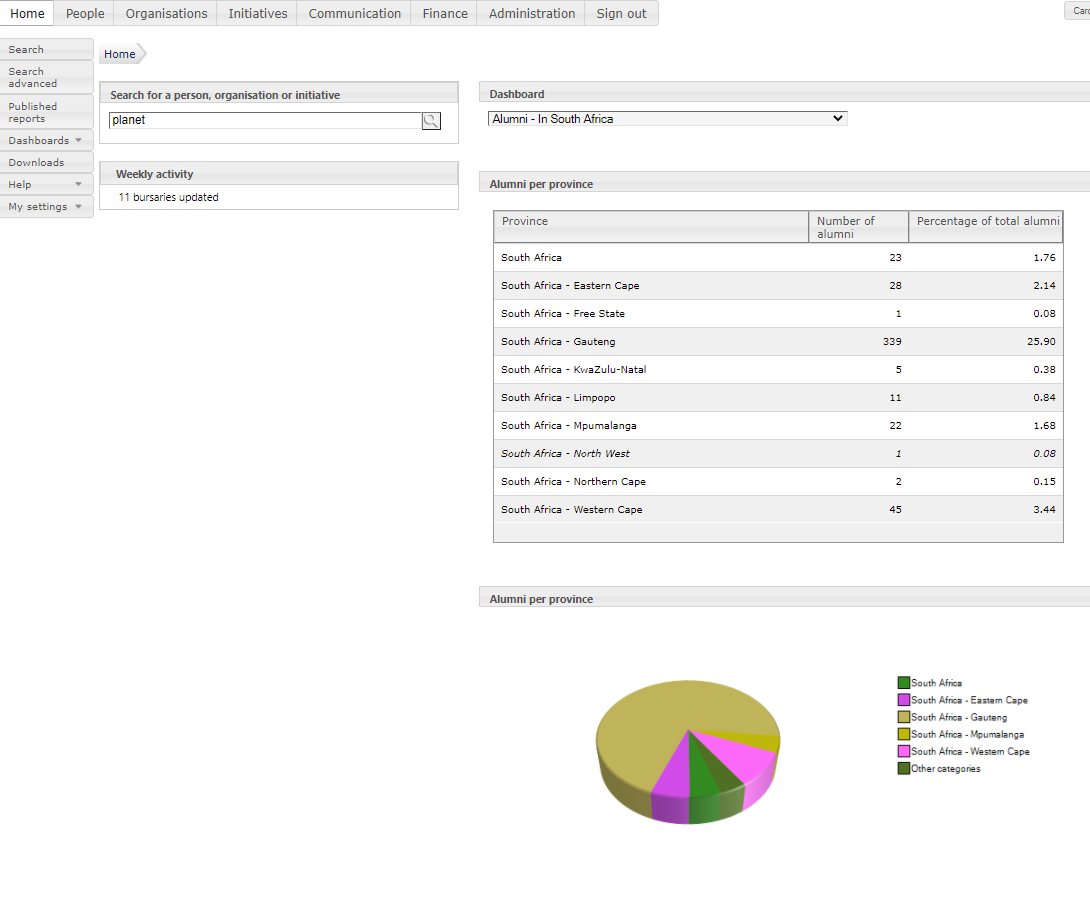 Home People Organisations Initiatives Communication Finance Administration Sign out
Search
Search
advanced
Published
reports
Dashboards
Downloads
Help
My settings
Home
Search for a person, organisation or initiative
planet
Weekly activity
11 bursaries updated
Dashboard
Alumni - In South Africa
Alumni per province
Province Number of alumni Percentage of total alumni
South Africa 23 1.76
South Africa - Eastern Cape 28 2.14
South Africa - Free State 1 0.08
South Africa - Gauteng 339 25.90
South Africa - KwaZulu-Natal 5 0.38
South Africa - Limpopo 11 0.84
South Africa - Mpumalanga 22 1.68
South Africa - North West 1 0.08
South Africa - Northern Cape 2 0.15
South Africa - Western Cape 45 3.44
Alumni per province
South Africa
South Africa - Eastern Cape
South Africa - Gauteng
South Africa - Mpumalanga
South Africa - Western Cape
Other categories